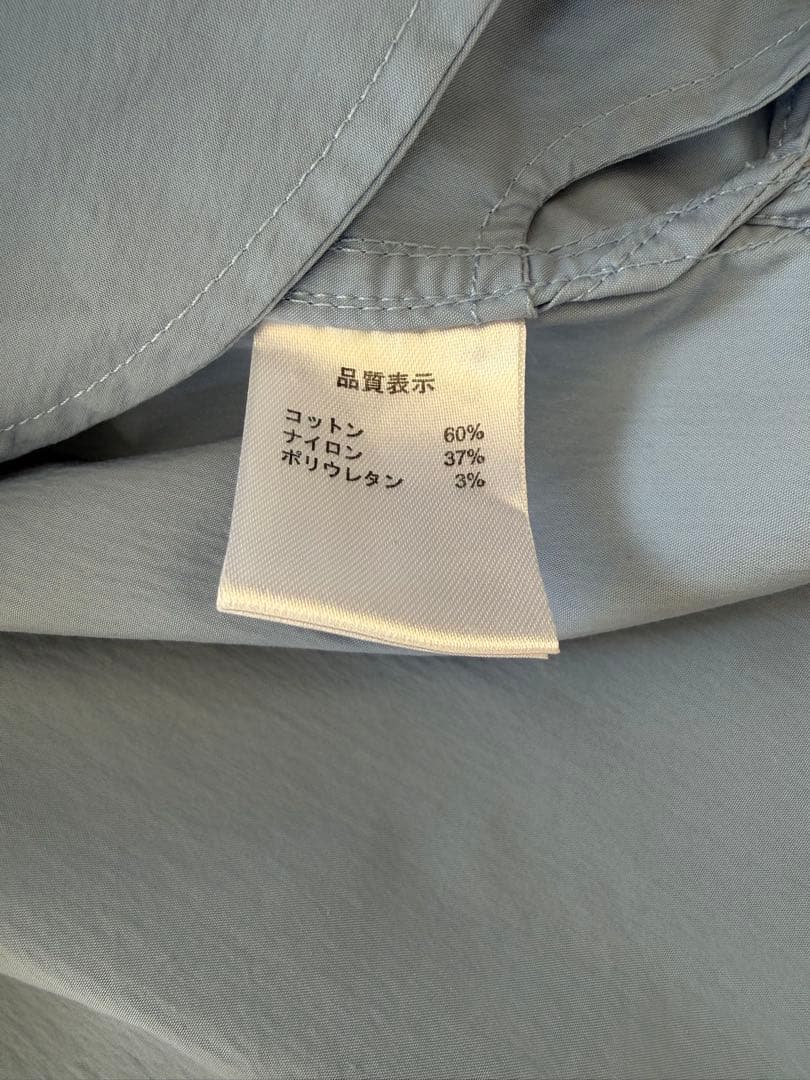 品質表示
コットン 60%
ナイロン 37%
ポリウレタン 3%